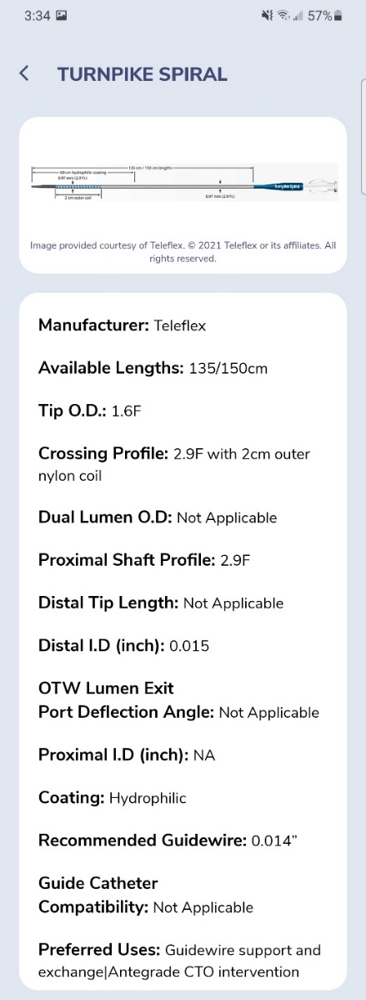 3:34
57%
TURNPIKE SPIRAL
135 cm / 150 cm lengths
60 cm hydrophilic coating
0.97 mm (2.9 Fr.)
Turnpike Spiral
2 cm outer coil
0.97 mm (2.9 Fr.)
Image provided courtesy of Teleflex. © 2021 Teleflex or its affiliates. All
rights reserved.
Manufacturer: Teleflex
Available Lengths: 135/150cm
Tip O.D.: 1.6F
Crossing Profile: 2.9F with 2cm outer
nylon coil
Dual Lumen O.D: Not Applicable
Proximal Shaft Profile: 2.9F
Distal Tip Length: Not Applicable
Distal I.D (inch): 0.015
OTW Lumen Exit
Port Deflection Angle: Not Applicable
Proximal I.D (inch): NA
Coating: Hydrophilic
Recommended Guidewire: 0.014”
Guide Catheter
Compatibility: Not Applicable
Preferred Uses: Guidewire support and
exchange|Antegrade CTO intervention